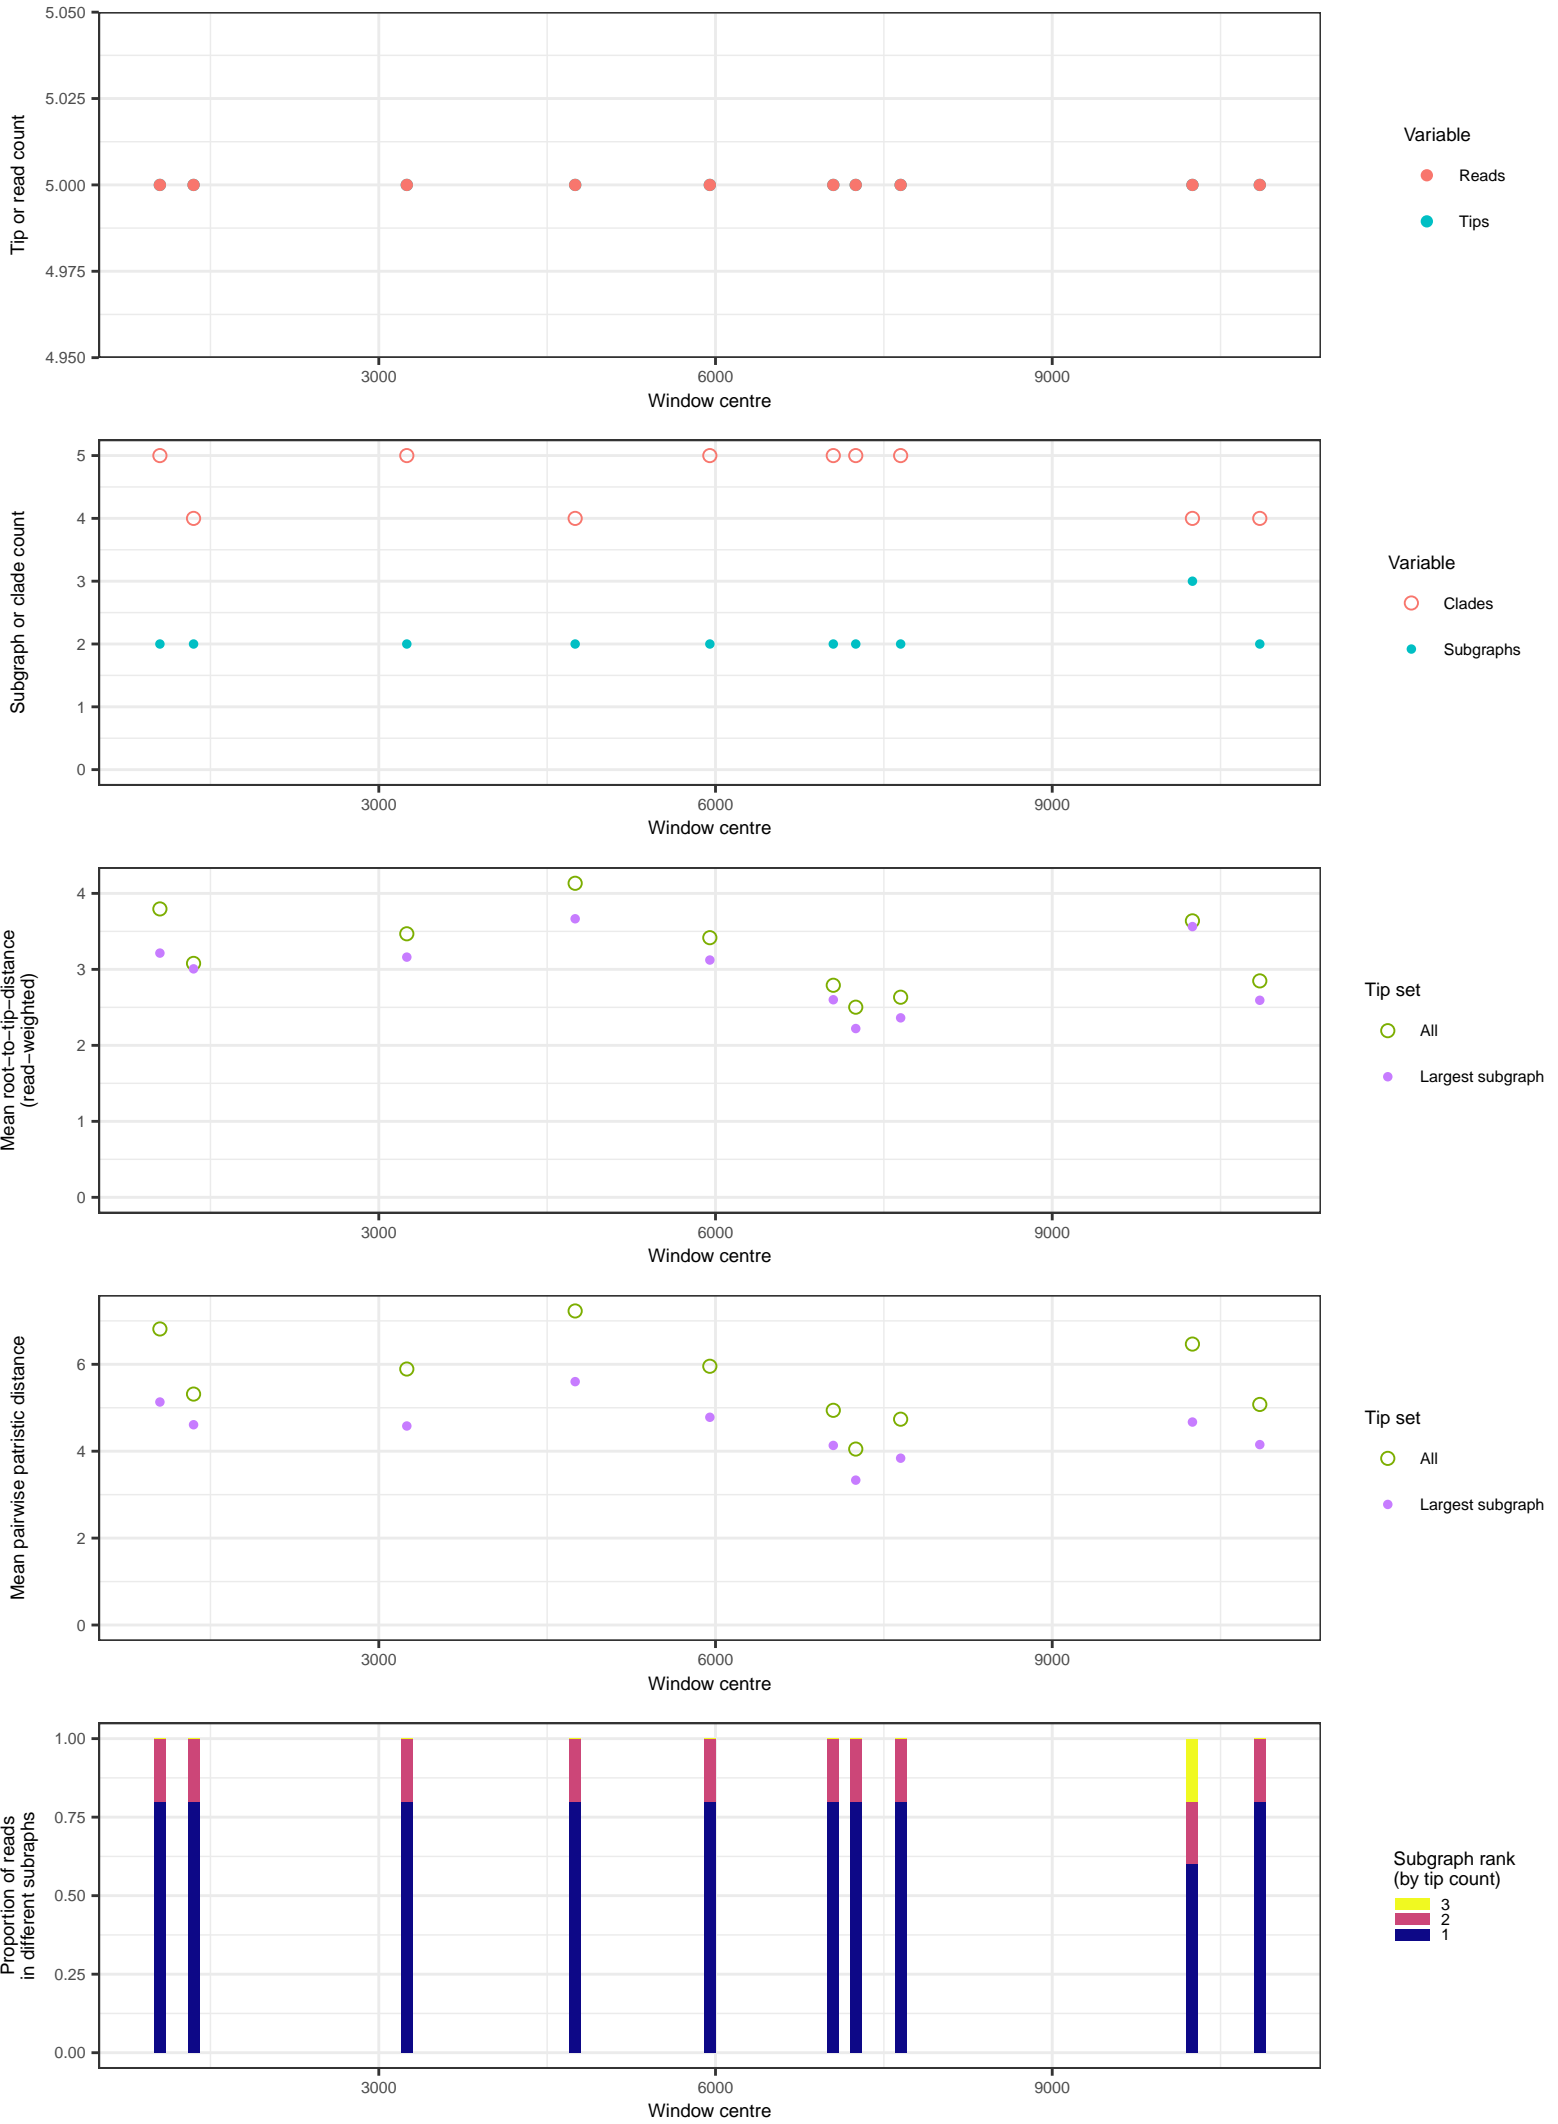 5.050
5.025
5.000
4.975
4.950
Tip or read count
3000
6000
9000
Window centre
Variable
Reads
Tips
5
4
3
2
1
0
Subgraph or clade count
3000
6000
9000
Window centre
Variable
Clades
Subgraphs
4
3
2
1
0
Mean root−to−tip−distance
(read−weighted)
3000
6000
9000
Window centre
Tip set
All
Largest subgraph
6
4
2
0
Mean pairwise patristic distance
3000
6000
9000
Window centre
Tip set
All
Largest subgraph
1.00
0.75
0.50
0.25
0.00
Proportion of reads
in different subraphs
3000
6000
9000
Window centre
Subgraph rank
(by tip count)
3
2
1